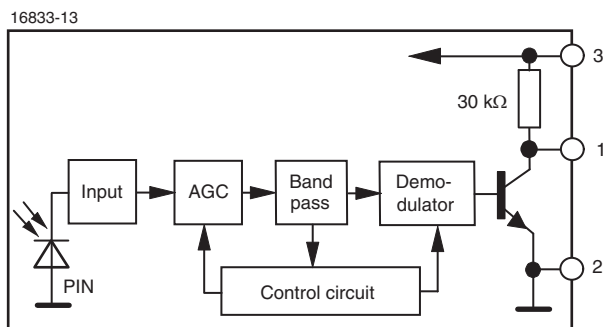 16833-13
3
30 kΩ
1
Input
AGC
Band
pass
Demo-
dulator
2
PIN
Control circuit